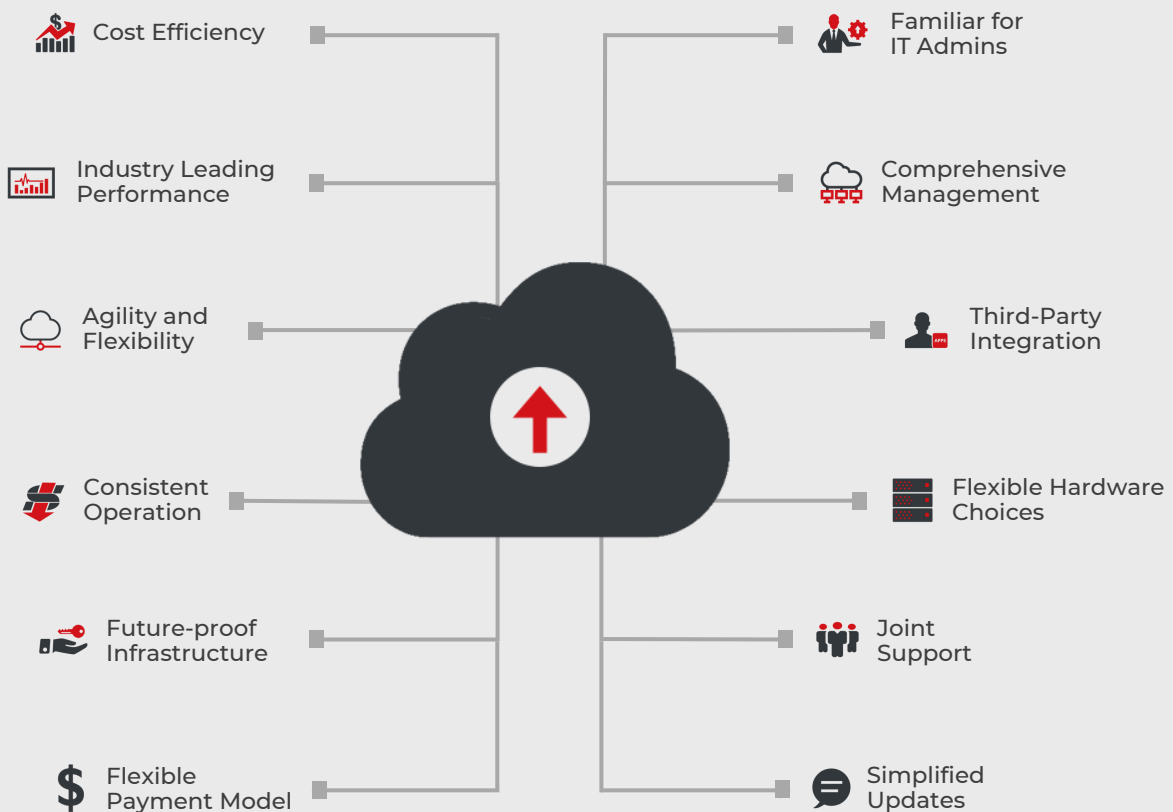 Cost Efficiency
Familiar for
IT Admins
Industry Leading
Performance
Comprehensive
Management
Agility and
Flexibility
Third-Party
Integration
APPS
Consistent
Operation
Flexible Hardware
Choices
Future-proof
Infrastructure
Joint
Support
$ Flexible
Payment Model
Simplified
Updates